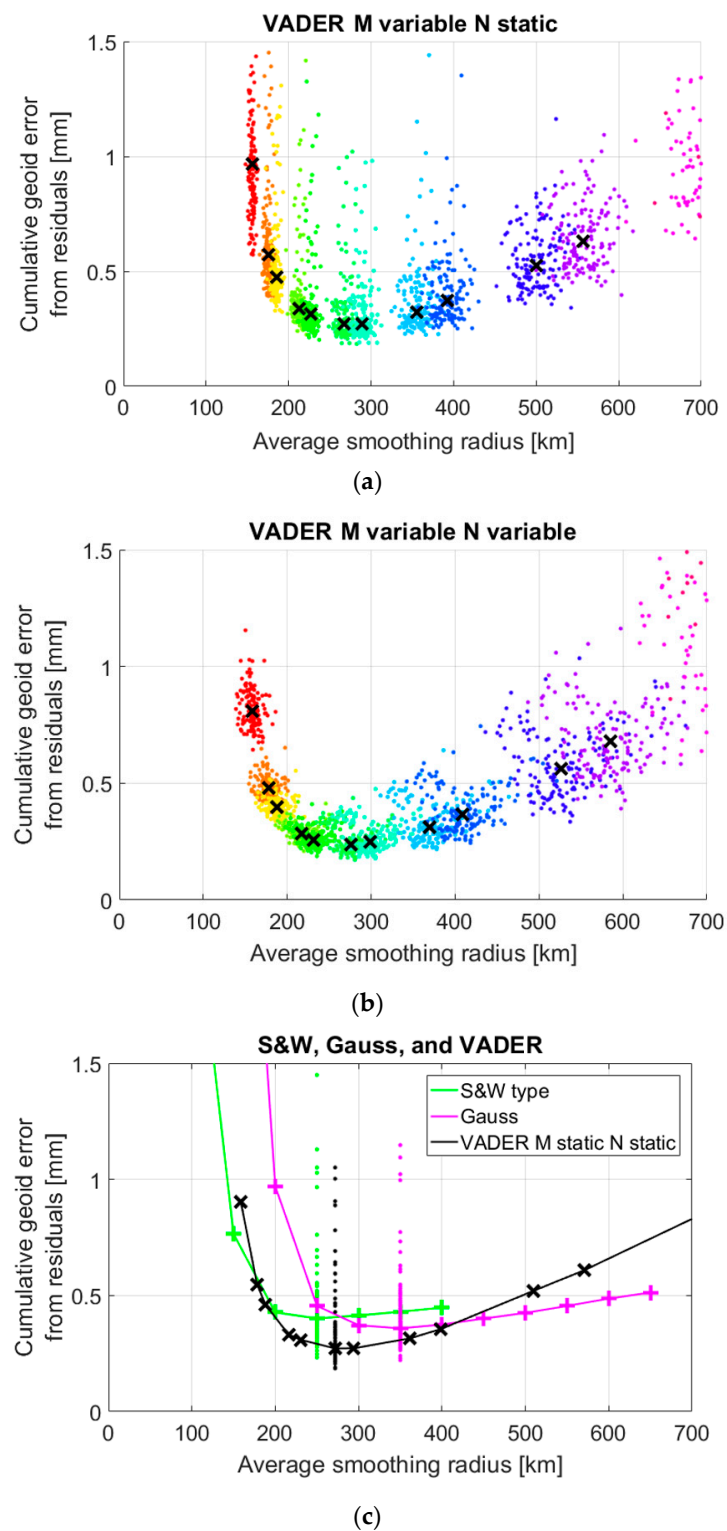 VADER M variable N static
1.5
1
0.5
0
Cumulative geoid error
from residuals [mm]
0 100 200 300 400 500 600 700
Average smoothing radius [km]
(a)
VADER M variable N variable
1.5
1
0.5
0
Cumulative geoid error
from residuals [mm]
0 100 200 300 400 500 600 700
Average smoothing radius [km]
(b)
S&W, Gauss, and VADER
1.5
1
0.5
0
Cumulative geoid error
from residuals [mm]
S&W type
Gauss
VADER M static N static
0 100 200 300 400 500 600 700
Average smoothing radius [km]
(c)